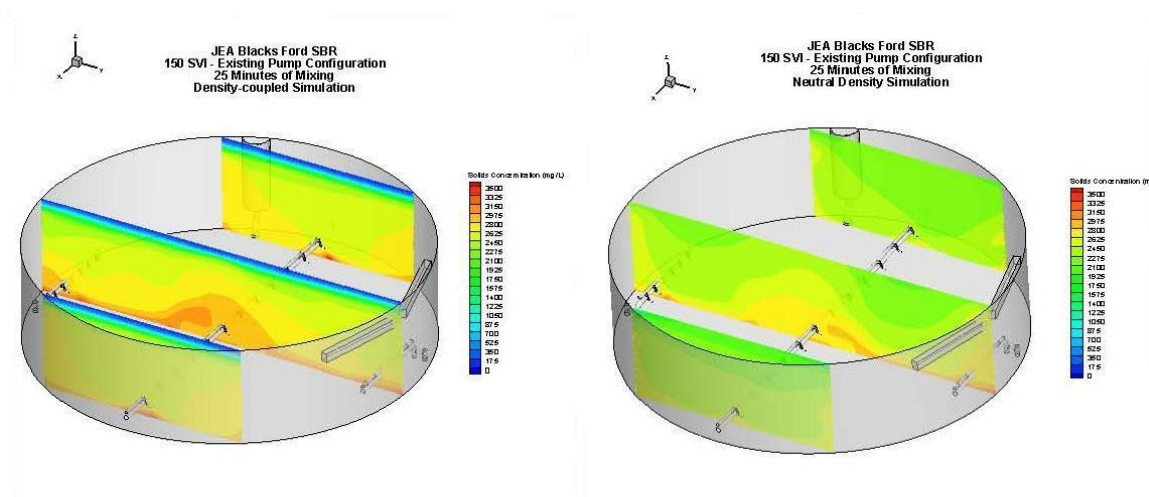 JEA Blacks Ford SBR
150 SVI - Existing Pump Configuration
25 Minutes of Mixing
Density-coupled Simulation
Z
X
Y
Solids Concentration (mg/L)
3500
3325
3150
2975
2800
2625
2450
2275
2100
1925
1750
1575
1400
1225
1050
875
700
525
350
175
0
JEA Blacks Ford SBR
150 SVI - Existing Pump Configuration
25 Minutes of Mixing
Neutral Density Simulation
Z
X
Y
Solids Concentration (m
3500
3325
3150
2975
2800
2625
2450
2275
2100
1925
1750
1575
1400
1225
1050
875
700
525
350
175
0